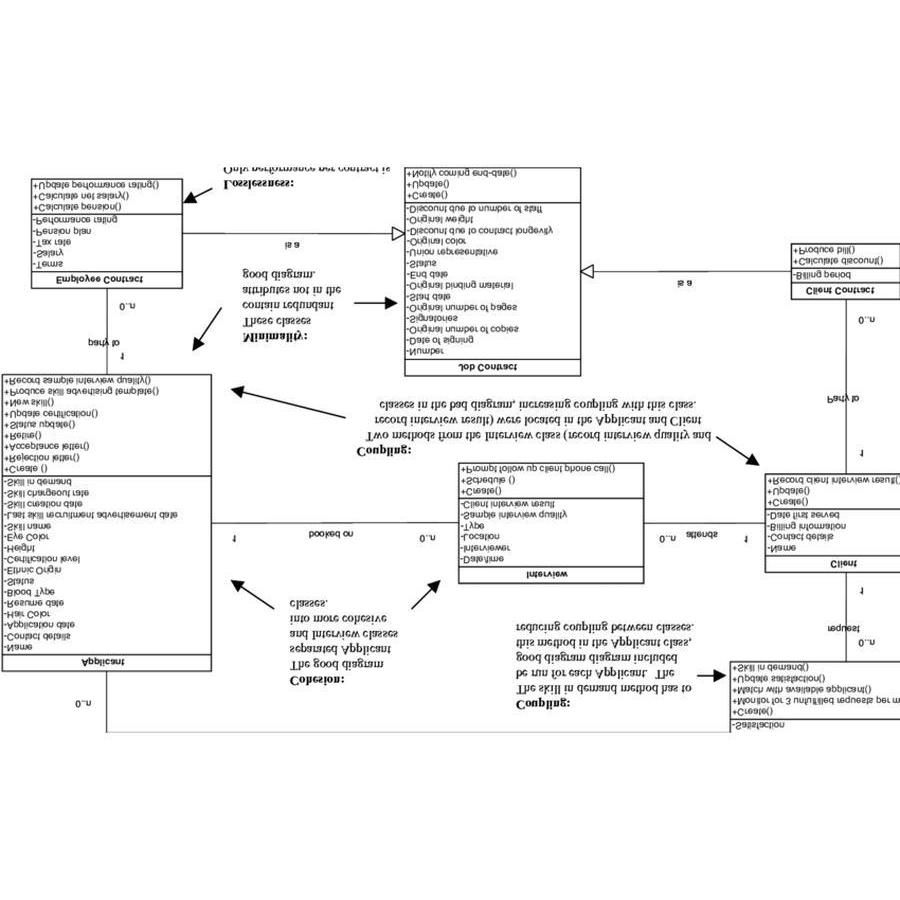 -Satisfaction
+Create()
+Monitor for 3 unfulfilled requests per m
+Match with available applicant()
+Update satisfaction()
+Skill in demand()
0..n
Coupling:
The skill in demand method has to
be run for each Applicant. The
good diagram diagram included
this method in the Applicant class,
reducing coupling between classes.
Cohesion:
The good diagram
separated Applicant
and Interview classes
into more cohesive
classes.
0..n
request
1
Applicant
-Name
-Contact details
-Application date
-Hair Color
-Resume date
-Blood Type
-Status
-Ethnic Origin
-Certification level
-Height
-Eye Color
-Skill name
-Last skill recruitment advertisement date
-Skill creation date
-Skill chargeout rate
-Skill in demand
+Create ()
+Rejection letter()
+Acceptance letter()
+Retire()
+Status update()
+Update certification()
+New skill()
+Produce skill advertising template()
+Record sample interview quality()
1
booked on
0..n
Interview
-Date/time
-Interviewer
-Location
-Type
-Sample interview quality
-Client interview result
+Create()
+Schedule ()
+Prompt follow up client phone call()
0..n
attends
1
Client
-Name
-Contact details
-Billing information
-Date first served
+Create()
+Update()
+Record client interview result()
Coupling:
Two methods from the Interview class (record interview quality and
record interview result) were located in the Applicant and Client
classes in the bad diagram, increasing coupling with this class.
1
Party to
0..n
1
party to
0..n
Minimality:
These classes
contain redundant
attributes not in the
good diagram.
Job Contract
-Number
-Date of signing
-Original number of copies
-Signatories
-Original number of pages
-Start date
-Original binding material
-End date
-Status
-Union representative
-Original color
-Discount due to contract longevity
-Original weight
-Discount due to number of staff
+Create()
+Update()
+Notify coming end-date()
is a
is a
Client Contract
-Billing period
+Calculate discount()
+Produce bill()
Employee Contract
-Terms
-Salary
-Tax rate
-Pension plan
-Performance rating
+Calculate pension()
+Calculate net salary()
+Update performance rating()
Losslessness:
Only performance per contract is